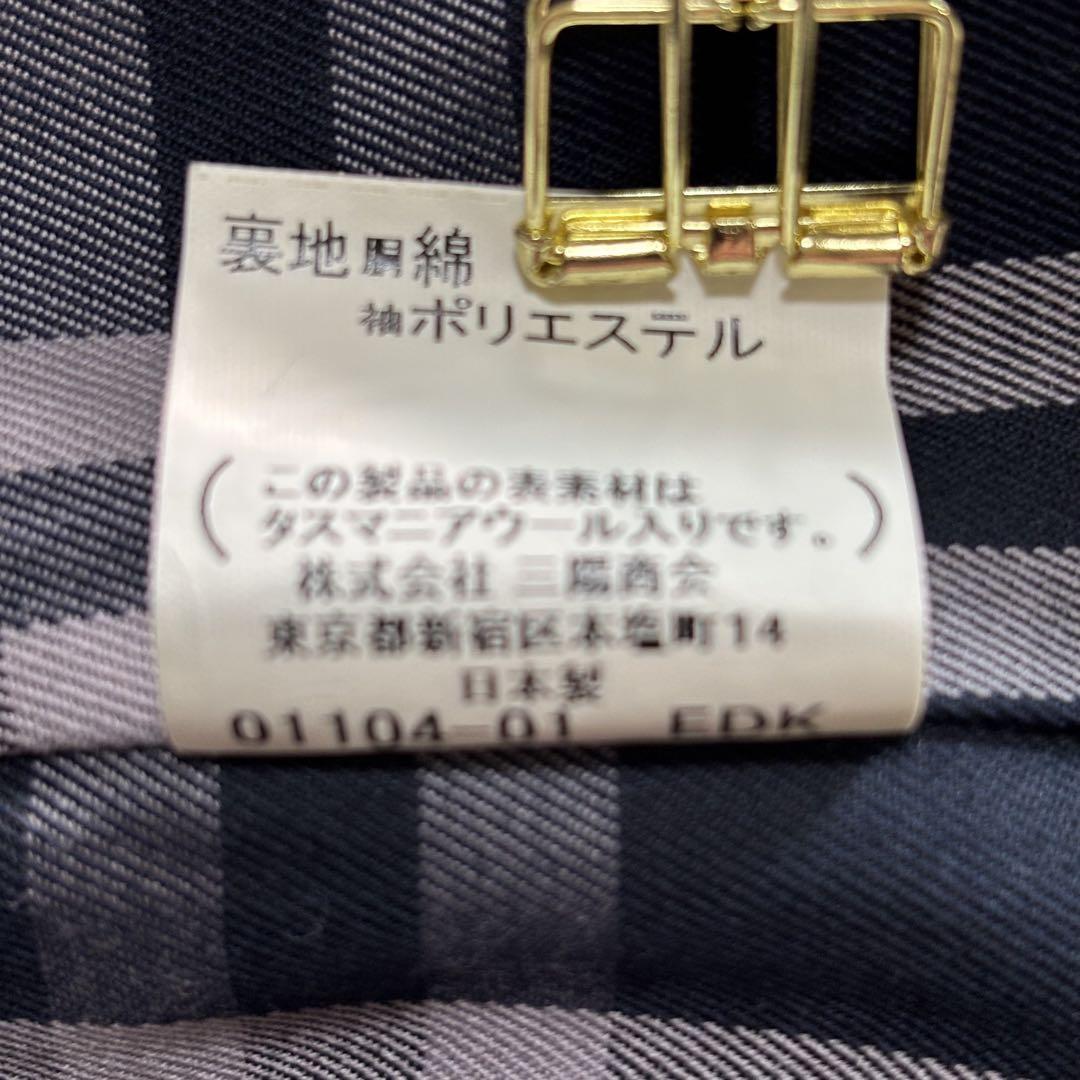 裏地 胴 綿
袖 ポリエステル
( この製品の表素材は
タスマニアウール入りです。 )
株式会社 三陽商会
東京都新宿区本塩町14
日本製
01104-01 EDK